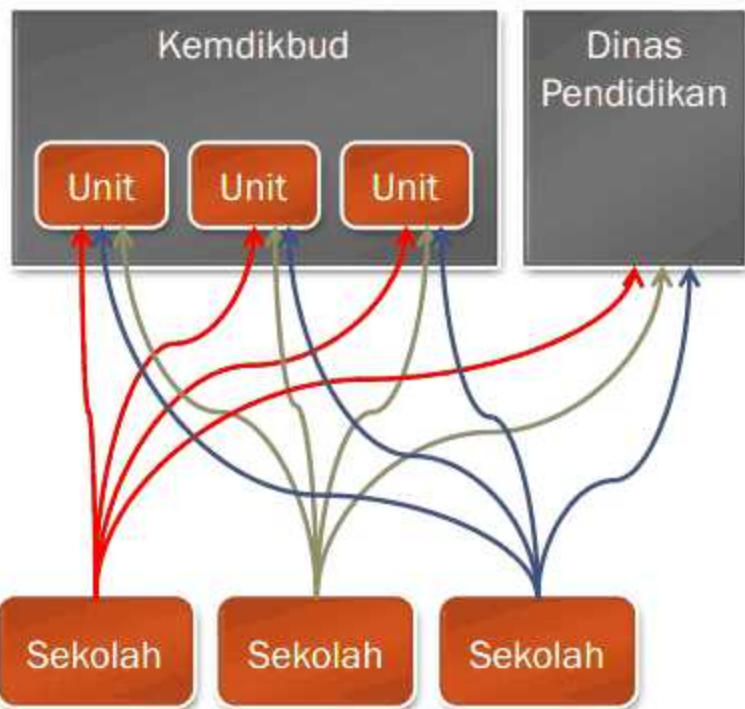 Kemdikbud
Dinas
Pendidikan
Unit
Unit
Unit
Sekolah
Sekolah
Sekolah